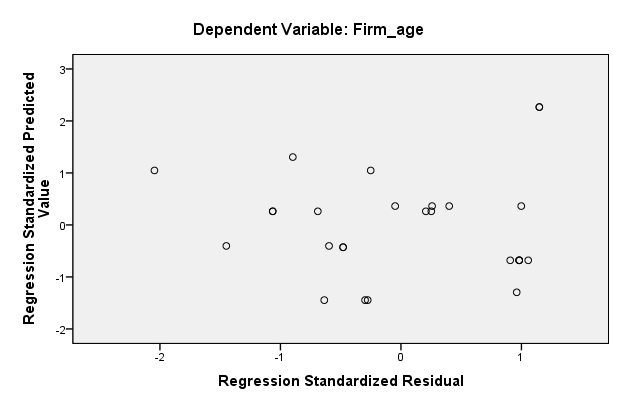 Dependent Variable: Firm_age
Regression Standardized Predicted
Value
3
2
1
0
-1
-2
-2
-1
0
1
Regression Standardized Residual